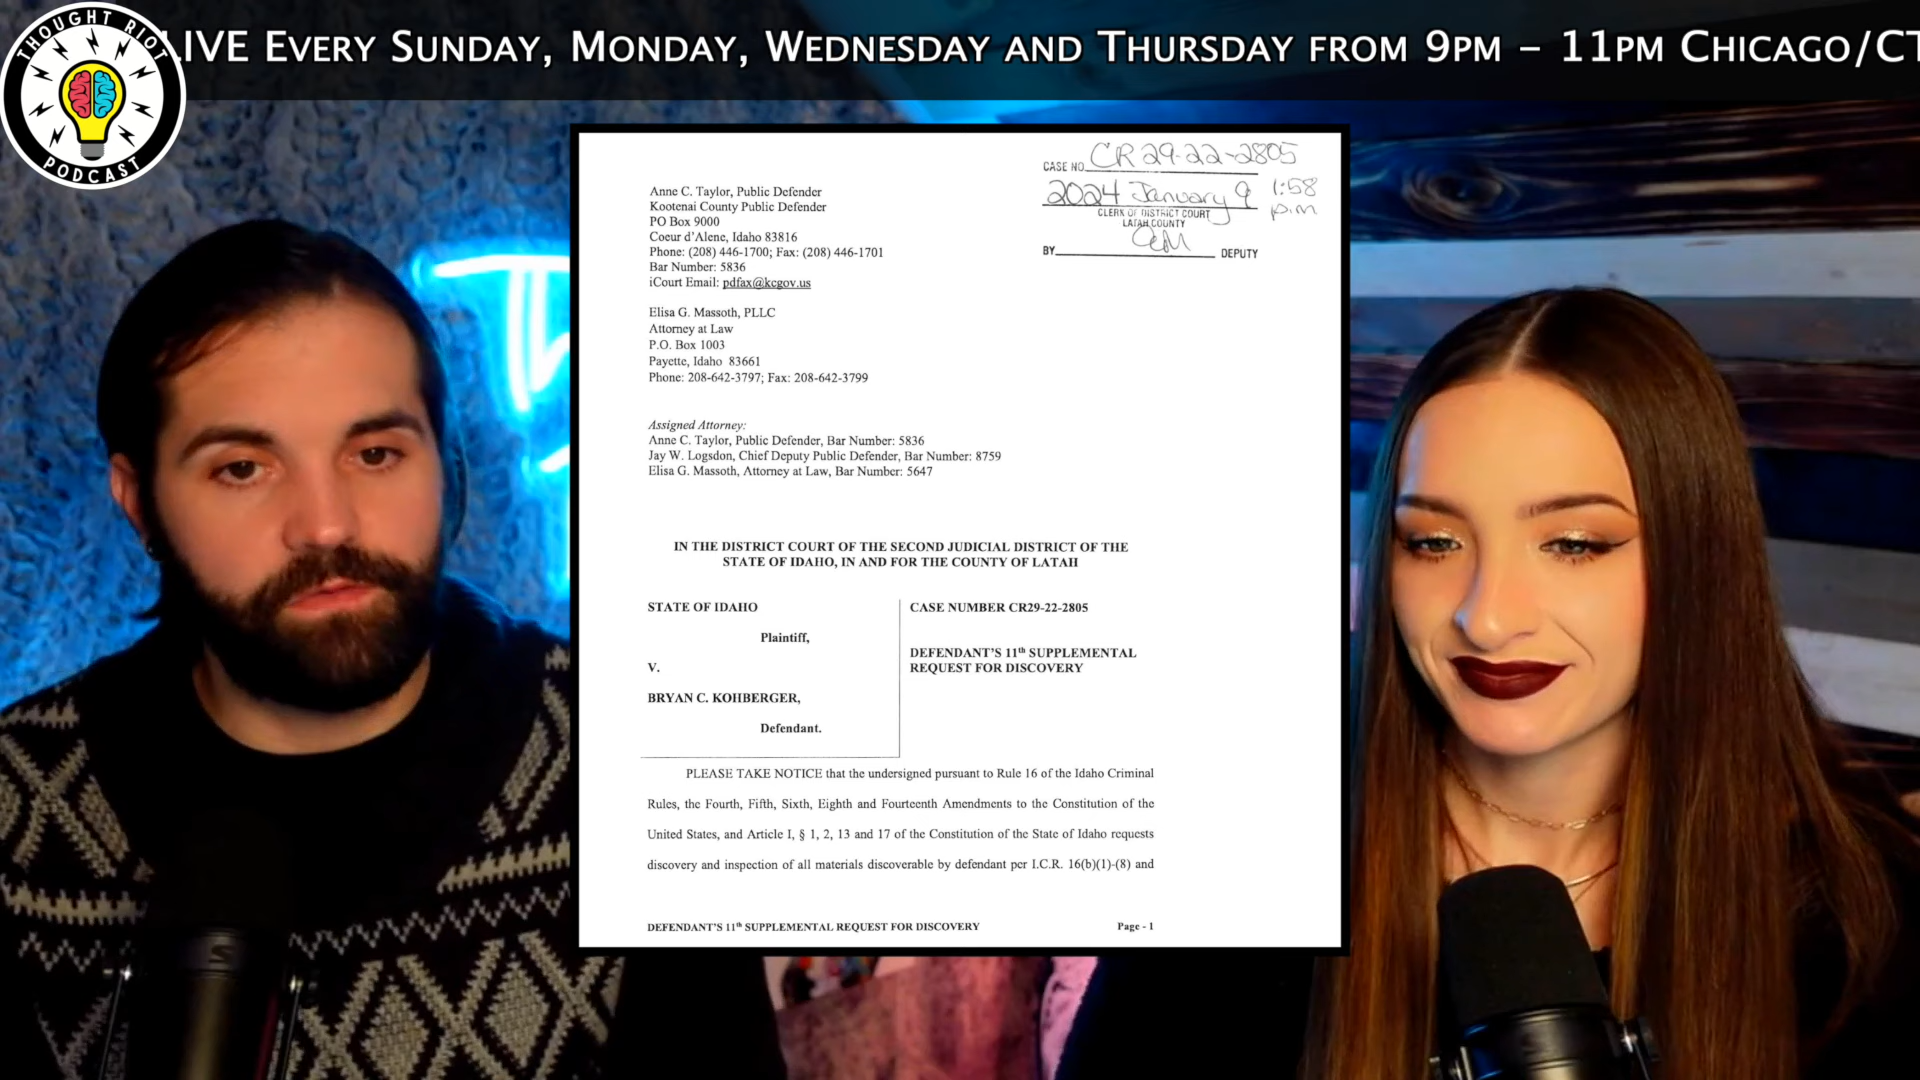 THOUGHT RIOT
PODCAST
LIVE EVERY SUNDAY, MONDAY, WEDNESDAY AND THURSDAY FROM 9PM – 11PM CHICAGO/CT
CASE NO. CR29-22-2805
2024 January 9 1:58 p.m
CLERK OF DISTRICT COURT
LATAH COUNTY
BY DEPUTY
Anne C. Taylor, Public Defender
Kootenai County Public Defender
PO Box 9000
Coeur d'Alene, Idaho 83816
Phone: (208) 446-1700; Fax: (208) 446-1701
Bar Number: 5836
iCourt Email: pdfax@kcgov.us
Elisa G. Massoth, PLLC
Attorney at Law
P.O. Box 1003
Payette, Idaho 83661
Phone: 208-642-3797; Fax: 208-642-3799
Assigned Attorney:
Anne C. Taylor, Public Defender, Bar Number: 5836
Jay W. Logsdon, Chief Deputy Public Defender, Bar Number: 8759
Elisa G. Massoth, Attorney at Law, Bar Number: 5647
IN THE DISTRICT COURT OF THE SECOND JUDICIAL DISTRICT OF THE
STATE OF IDAHO, IN AND FOR THE COUNTY OF LATAH
STATE OF IDAHO
Plaintiff,
V.
BRYAN C. KOHBERGER,
Defendant.
CASE NUMBER CR29-22-2805
DEFENDANT'S 11th SUPPLEMENTAL
REQUEST FOR DISCOVERY
PLEASE TAKE NOTICE that the undersigned pursuant to Rule 16 of the Idaho Criminal
Rules, the Fourth, Fifth, Sixth, Eighth and Fourteenth Amendments to the Constitution of the
United States, and Article I, § 1, 2, 13 and 17 of the Constitution of the State of Idaho requests
discovery and inspection of all materials discoverable by defendant per I.C.R. 16(b)(1)-(8) and
DEFENDANT'S 11th SUPPLEMENTAL REQUEST FOR DISCOVERY Page - 1